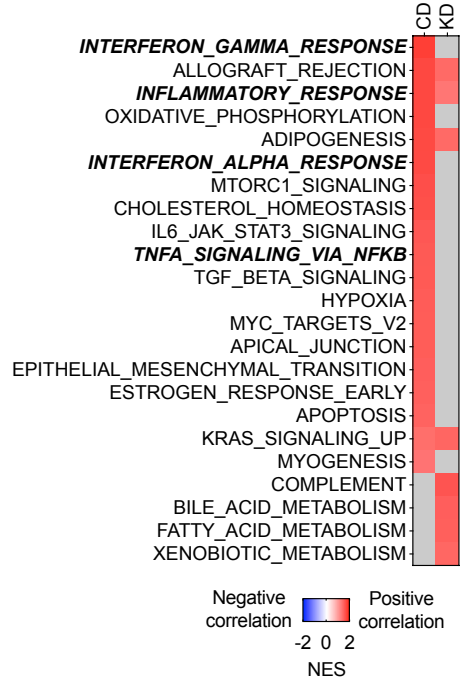 CD KD
INTERFERON_GAMMA_RESPONSE
ALLOGRAFT_REJECTION
INFLAMMATORY_RESPONSE
OXIDATIVE_PHOSPHORYLATION
ADIPOGENESIS
INTERFERON_ALPHA_RESPONSE
MTORC1_SIGNALING
CHOLESTEROL_HOMEOSTASIS
IL6_JAK_STAT3_SIGNALING
TNFA_SIGNALING_VIA_NFKB
TGF_BETA_SIGNALING
HYPOXIA
MYC_TARGETS_V2
APICAL_JUNCTION
EPITHELIAL_MESENCHYMAL_TRANSITION
ESTROGEN_RESPONSE_EARLY
APOPTOSIS
KRAS_SIGNALING_UP
MYOGENESIS
COMPLEMENT
BILE_ACID_METABOLISM
FATTY_ACID_METABOLISM
XENOBIOTIC_METABOLISM
Negative Positive
correlation correlation
-2 0 2
NES